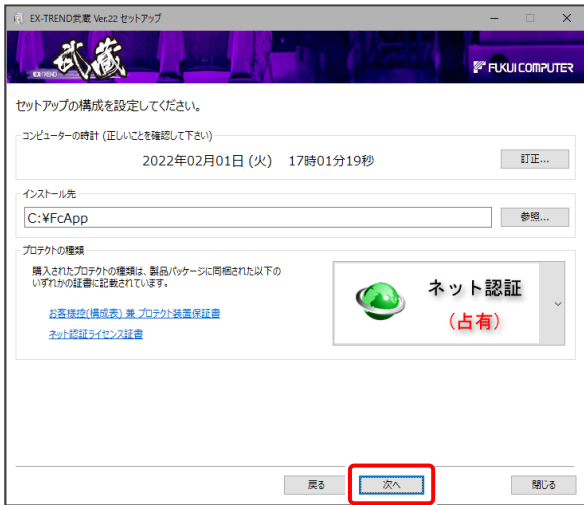 EX-TREND武蔵 Ver.22 セットアップ
武蔵
EX-TREND
FUKUI COMPUTER
セットアップの構成を設定してください。
コンピューターの時計 (正しいことを確認して下さい)
2022年02月01日 (火) 17時01分19秒
訂正...
インストール先
C:¥FcApp
参照...
プロテクトの種類
購入されたプロテクトの種類は、製品パッケージに同梱された以下の
いずれかの証書に記載されています。
お客様控(構成表) 兼 プロテクト装置保証書
ネット認証ライセンス証書
ネット認証
(占有)
戻る
次へ
閉じる